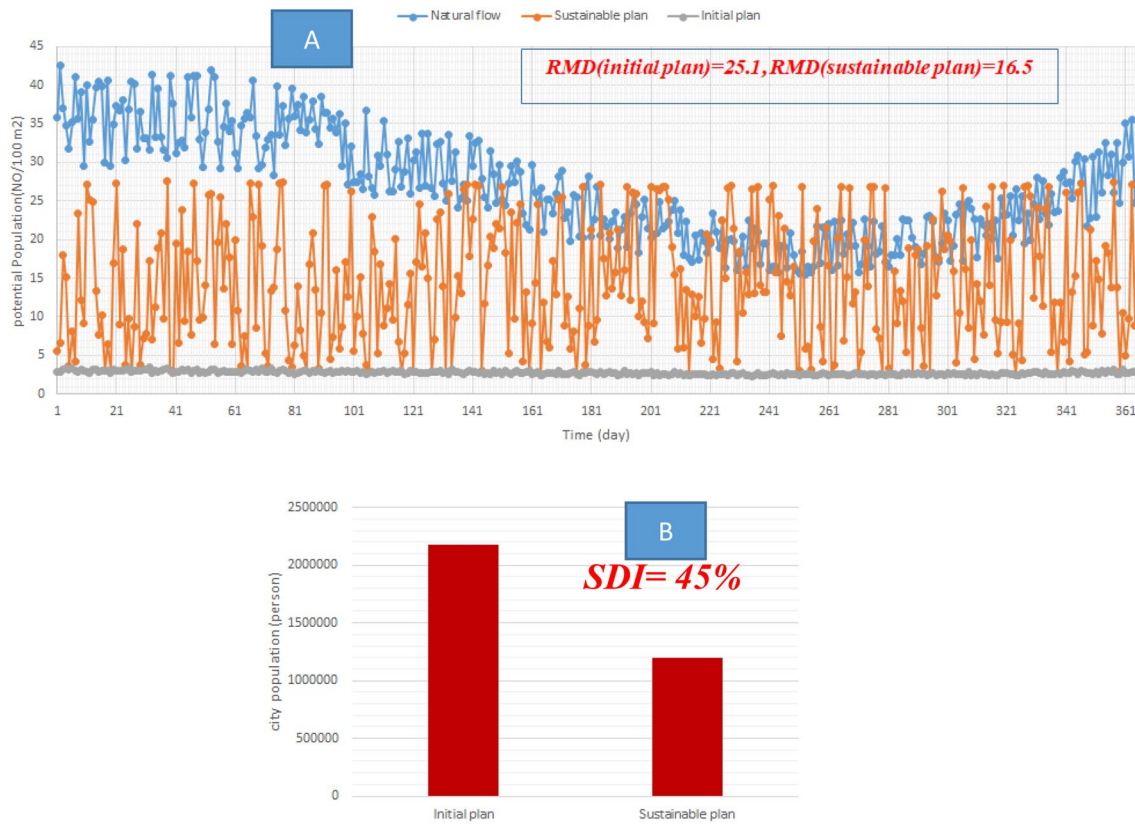 A
Natural flow Sustainable plan Initial plan
RMD(initial plan)=25.1,RMD(sustainable plan)=16.5
potential Population(NO/100 m2)
45
40
35
30
25
20
15
10
5
0
1 21 41 61 81 101 121 141 161 181 201 221 241 261 281 301 321 341 361
Time (day)
B
SDI= 45%
city population (person)
2500000
2000000
1500000
1000000
500000
0
Initial plan Sustainable plan